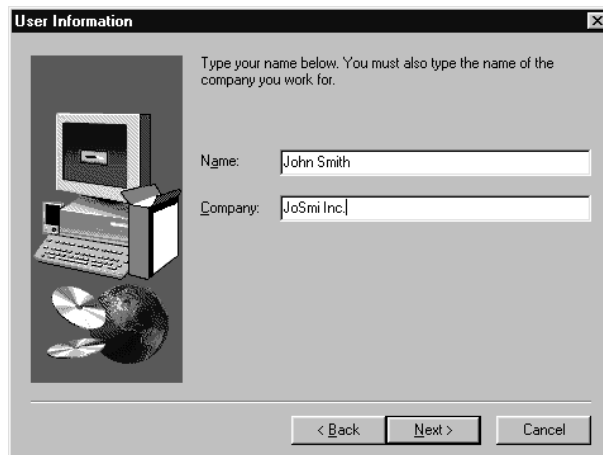 User Information
Type your name below. You must also type the name of the
company you work for.
Name: John Smith
Company: JoSmi Inc.
< Back Next > Cancel